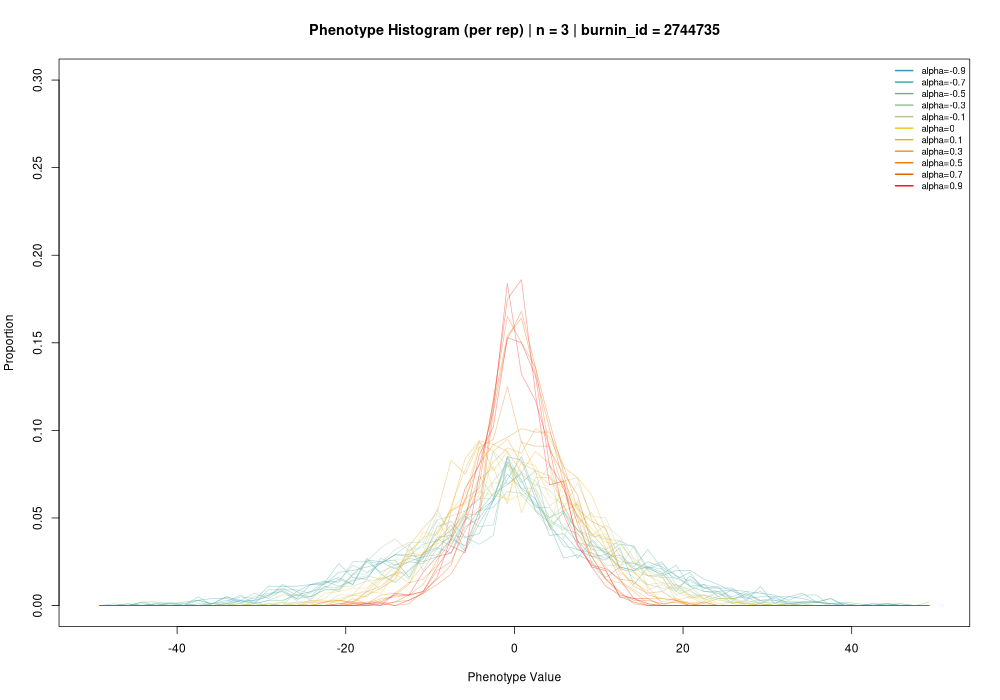 Phenotype Histogram (per rep) | n = 3 | burnin_id = 2744735
alpha=-0.9
alpha=-0.7
alpha=-0.5
alpha=-0.3
alpha=-0.1
alpha=0
alpha=0.1
alpha=0.3
alpha=0.5
alpha=0.7
alpha=0.9
Proportion
0.30
0.25
0.20
0.15
0.10
0.05
0.00
-40
-20
0
20
40
Phenotype Value